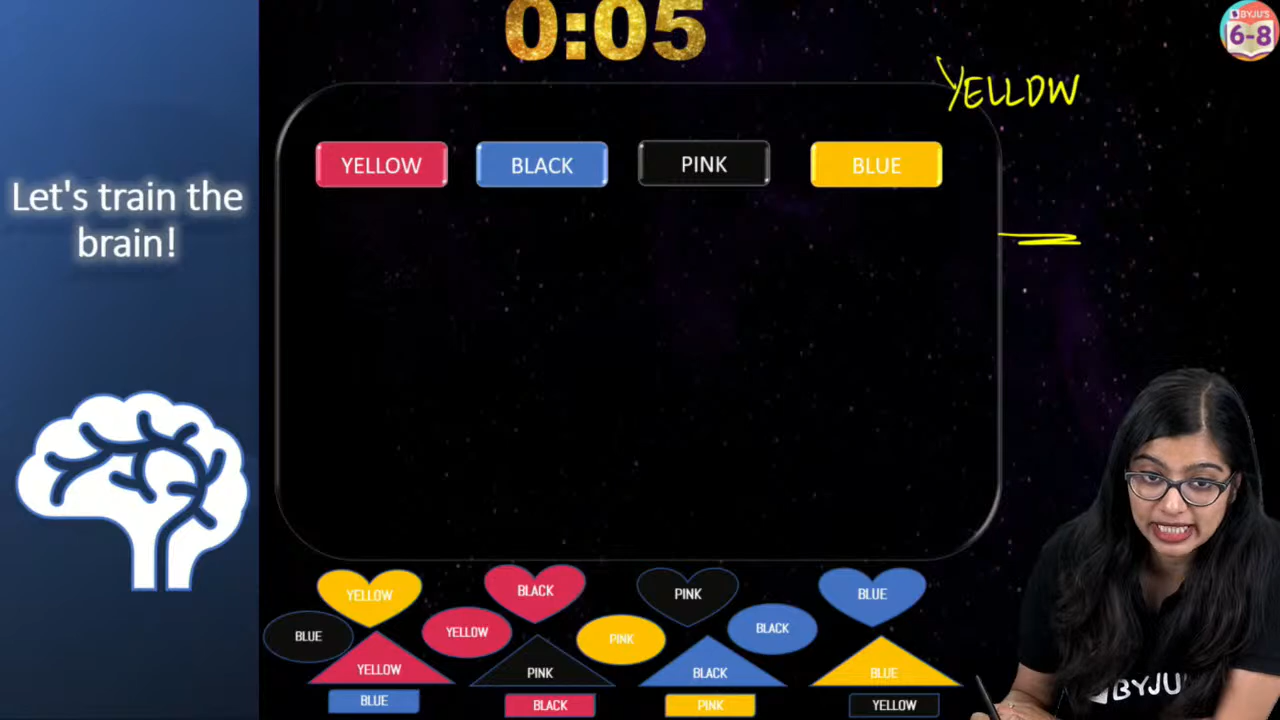 0:05
BYJU'S
6-8
YELLOW
YELLOW BLACK PINK BLUE
Let's train the
brain!
YELLOW BLACK PINK BLUE
BLUE YELLOW PINK BLACK
YELLOW PINK BLACK BLUE
BLUE BLACK PINK YELLOW
BYJU